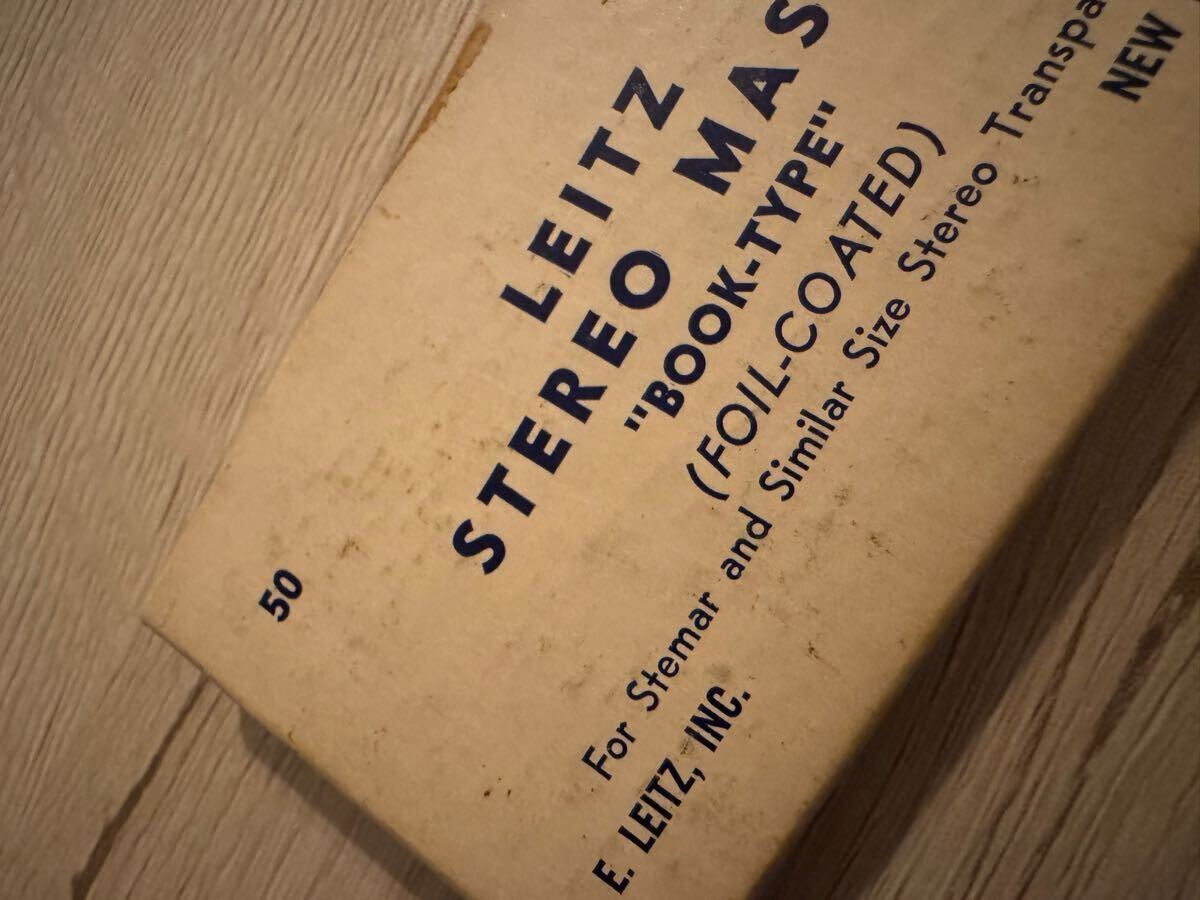 50
LEITZ
STEREO MAS
"BOOK-TYPE"
(FOIL-COATED)
For Stemar and Similar Size Stereo Transpa
E. LEITZ, INC.
NEW